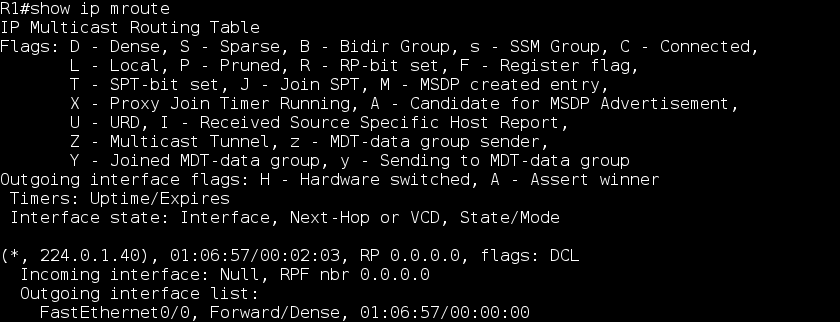 R1#show ip mroute
IP Multicast Routing Table
Flags: D - Dense, S - Sparse, B - Bidir Group, s - SSM Group, C - Connected,
       L - Local, P - Pruned, R - RP-bit set, F - Register flag,
       T - SPT-bit set, J - Join SPT, M - MSDP created entry,
       X - Proxy Join Timer Running, A - Candidate for MSDP Advertisement,
       U - URD, I - Received Source Specific Host Report,
       Z - Multicast Tunnel, z - MDT-data group sender,
       Y - Joined MDT-data group, y - Sending to MDT-data group
Outgoing interface flags: H - Hardware switched, A - Assert winner
 Timers: Uptime/Expires
 Interface state: Interface, Next-Hop or VCD, State/Mode

(*, 224.0.1.40), 01:06:57/00:02:03, RP 0.0.0.0, flags: DCL
  Incoming interface: Null, RPF nbr 0.0.0.0
  Outgoing interface list:
    FastEthernet0/0, Forward/Dense, 01:06:57/00:00:00